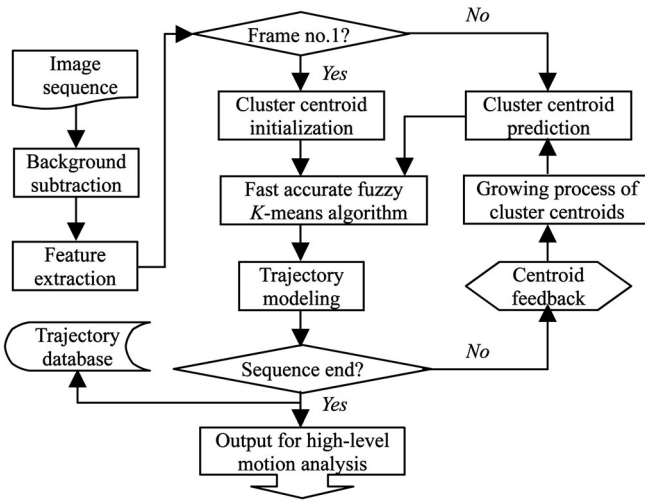 Image
sequence
Background
subtraction
Feature
extraction
Frame no.1?
No
Yes
Cluster centroid
initialization
Cluster centroid
prediction
Fast accurate fuzzy
K-means algorithm
Growing process of
cluster centroids
Trajectory
modeling
Centroid
feedback
Trajectory
database
Sequence end?
No
Yes
Output for high-level
motion analysis